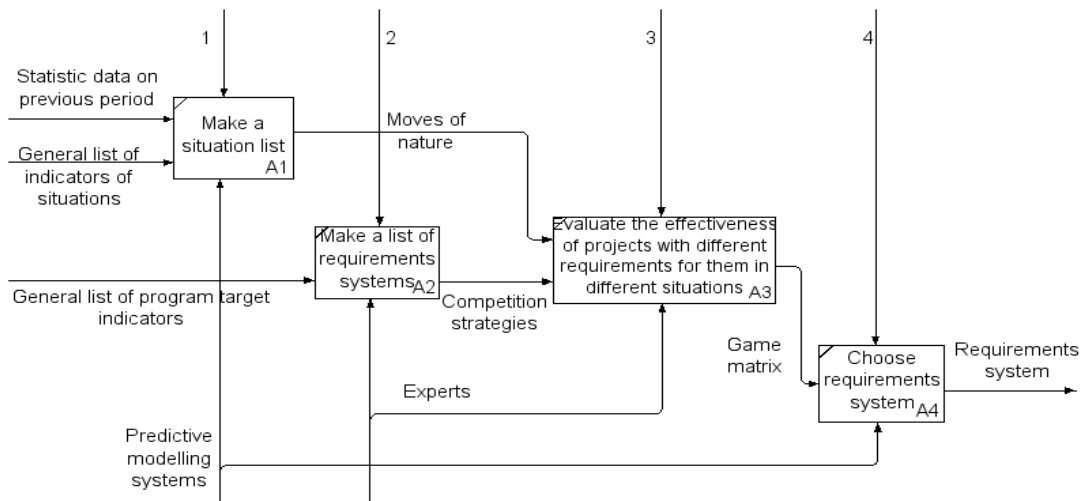 1
2
3
4
Statistic data on
previous period
Make a
situation list
A1
General list of
indicators of
situations
Moves of
nature
Make a list of
requirements
systems
A2
General list of program target
indicators
Competition
strategies
Evaluate the effectiveness
of projects with different
requirements for them in
different situations
A3
Game
matrix
Choose
requirements
system
A4
Requirements
system
Experts
Predictive
modelling
systems